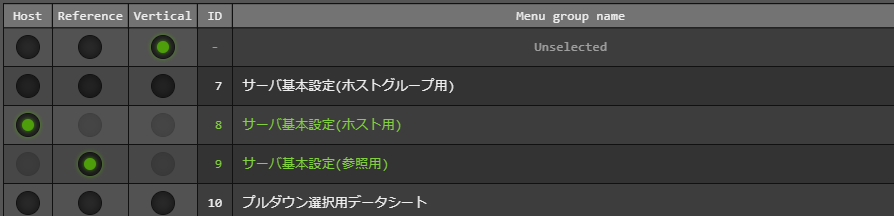 Host Reference Vertical ID Menu group name
- Unselected
7 サーバ基本設定(ホストグループ用)
8 サーバ基本設定(ホスト用)
9 サーバ基本設定(参照用)
10 プルダウン選択用データシート